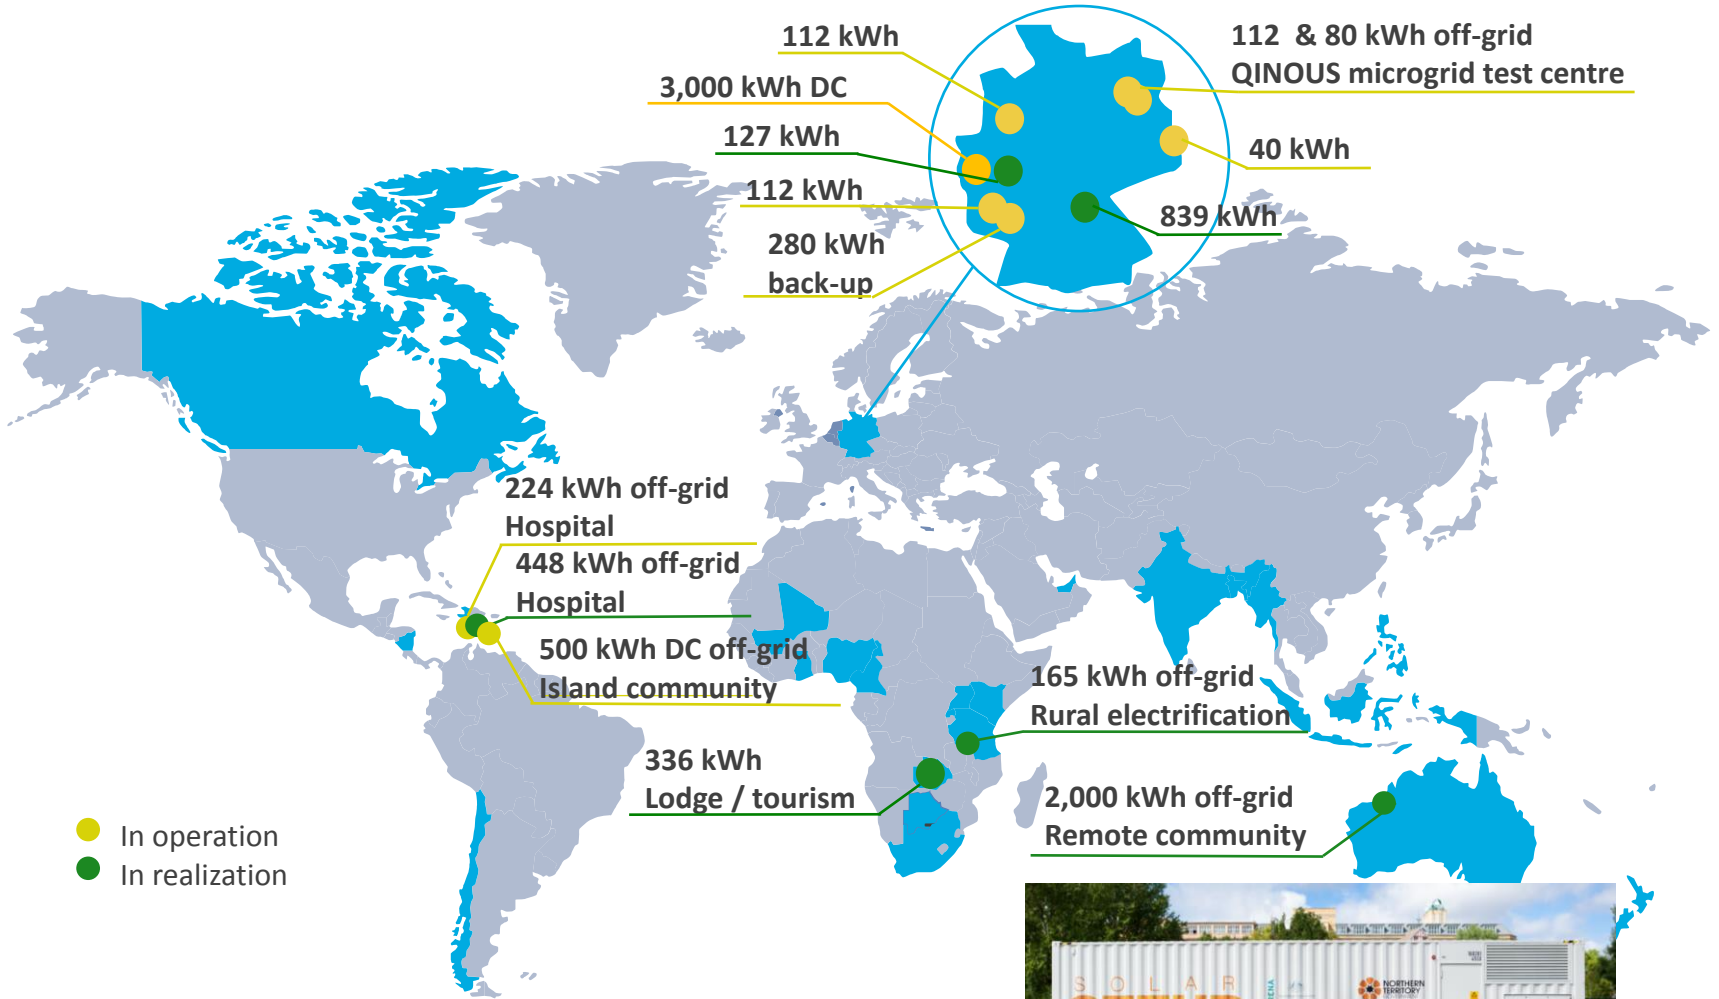 112 kWh
3,000 kWh DC
127 kWh
112 kWh
280 kWh
back-up
112 & 80 kWh off-grid
QINOUS microgrid test centre
40 kWh
839 kWh
224 kWh off-grid
Hospital
448 kWh off-grid
Hospital
500 kWh DC off-grid
Island community
165 kWh off-grid
Rural electrification
336 kWh
Lodge / tourism
2,000 kWh off-grid
Remote community
In operation
In realization
SOLAR
NORTHERN
TERRITORY